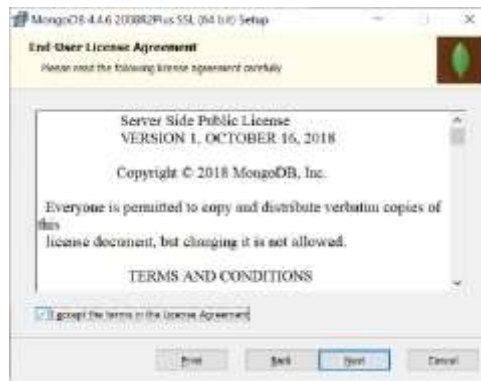 MongoDB 4.4.6 2008R2Plus SSL (64 bit) Setup
End-User License Agreement
Please read the following license agreement carefully
Server Side Public License
VERSION 1, OCTOBER 16, 2018
Copyright © 2018 MongoDB, Inc.
Everyone is permitted to copy and distribute verbatim copies of
this
license document, but changing it is not allowed.
TERMS AND CONDITIONS
I accept the terms in the License Agreement
Print Back Next Cancel